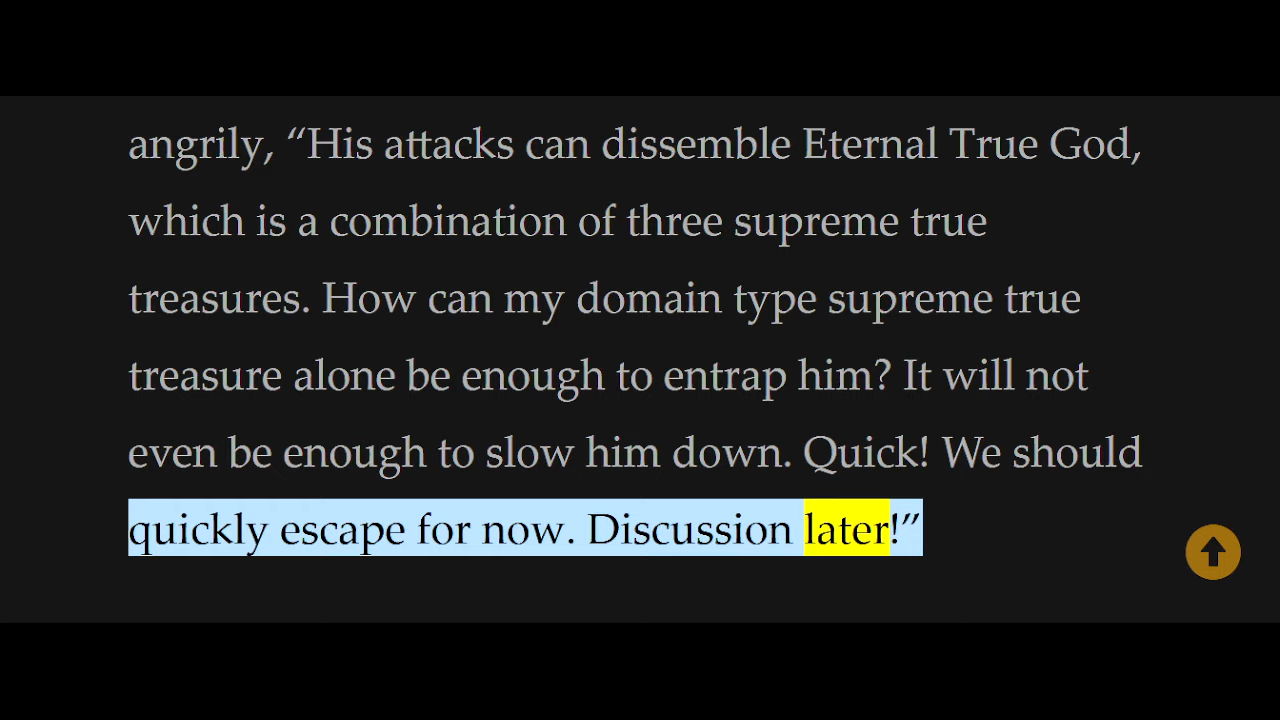 angrily, “His attacks can dissemble Eternal True God,
which is a combination of three supreme true
treasures. How can my domain type supreme true
treasure alone be enough to entrap him? It will not
even be enough to slow him down. Quick! We should
quickly escape for now. Discussion later!”